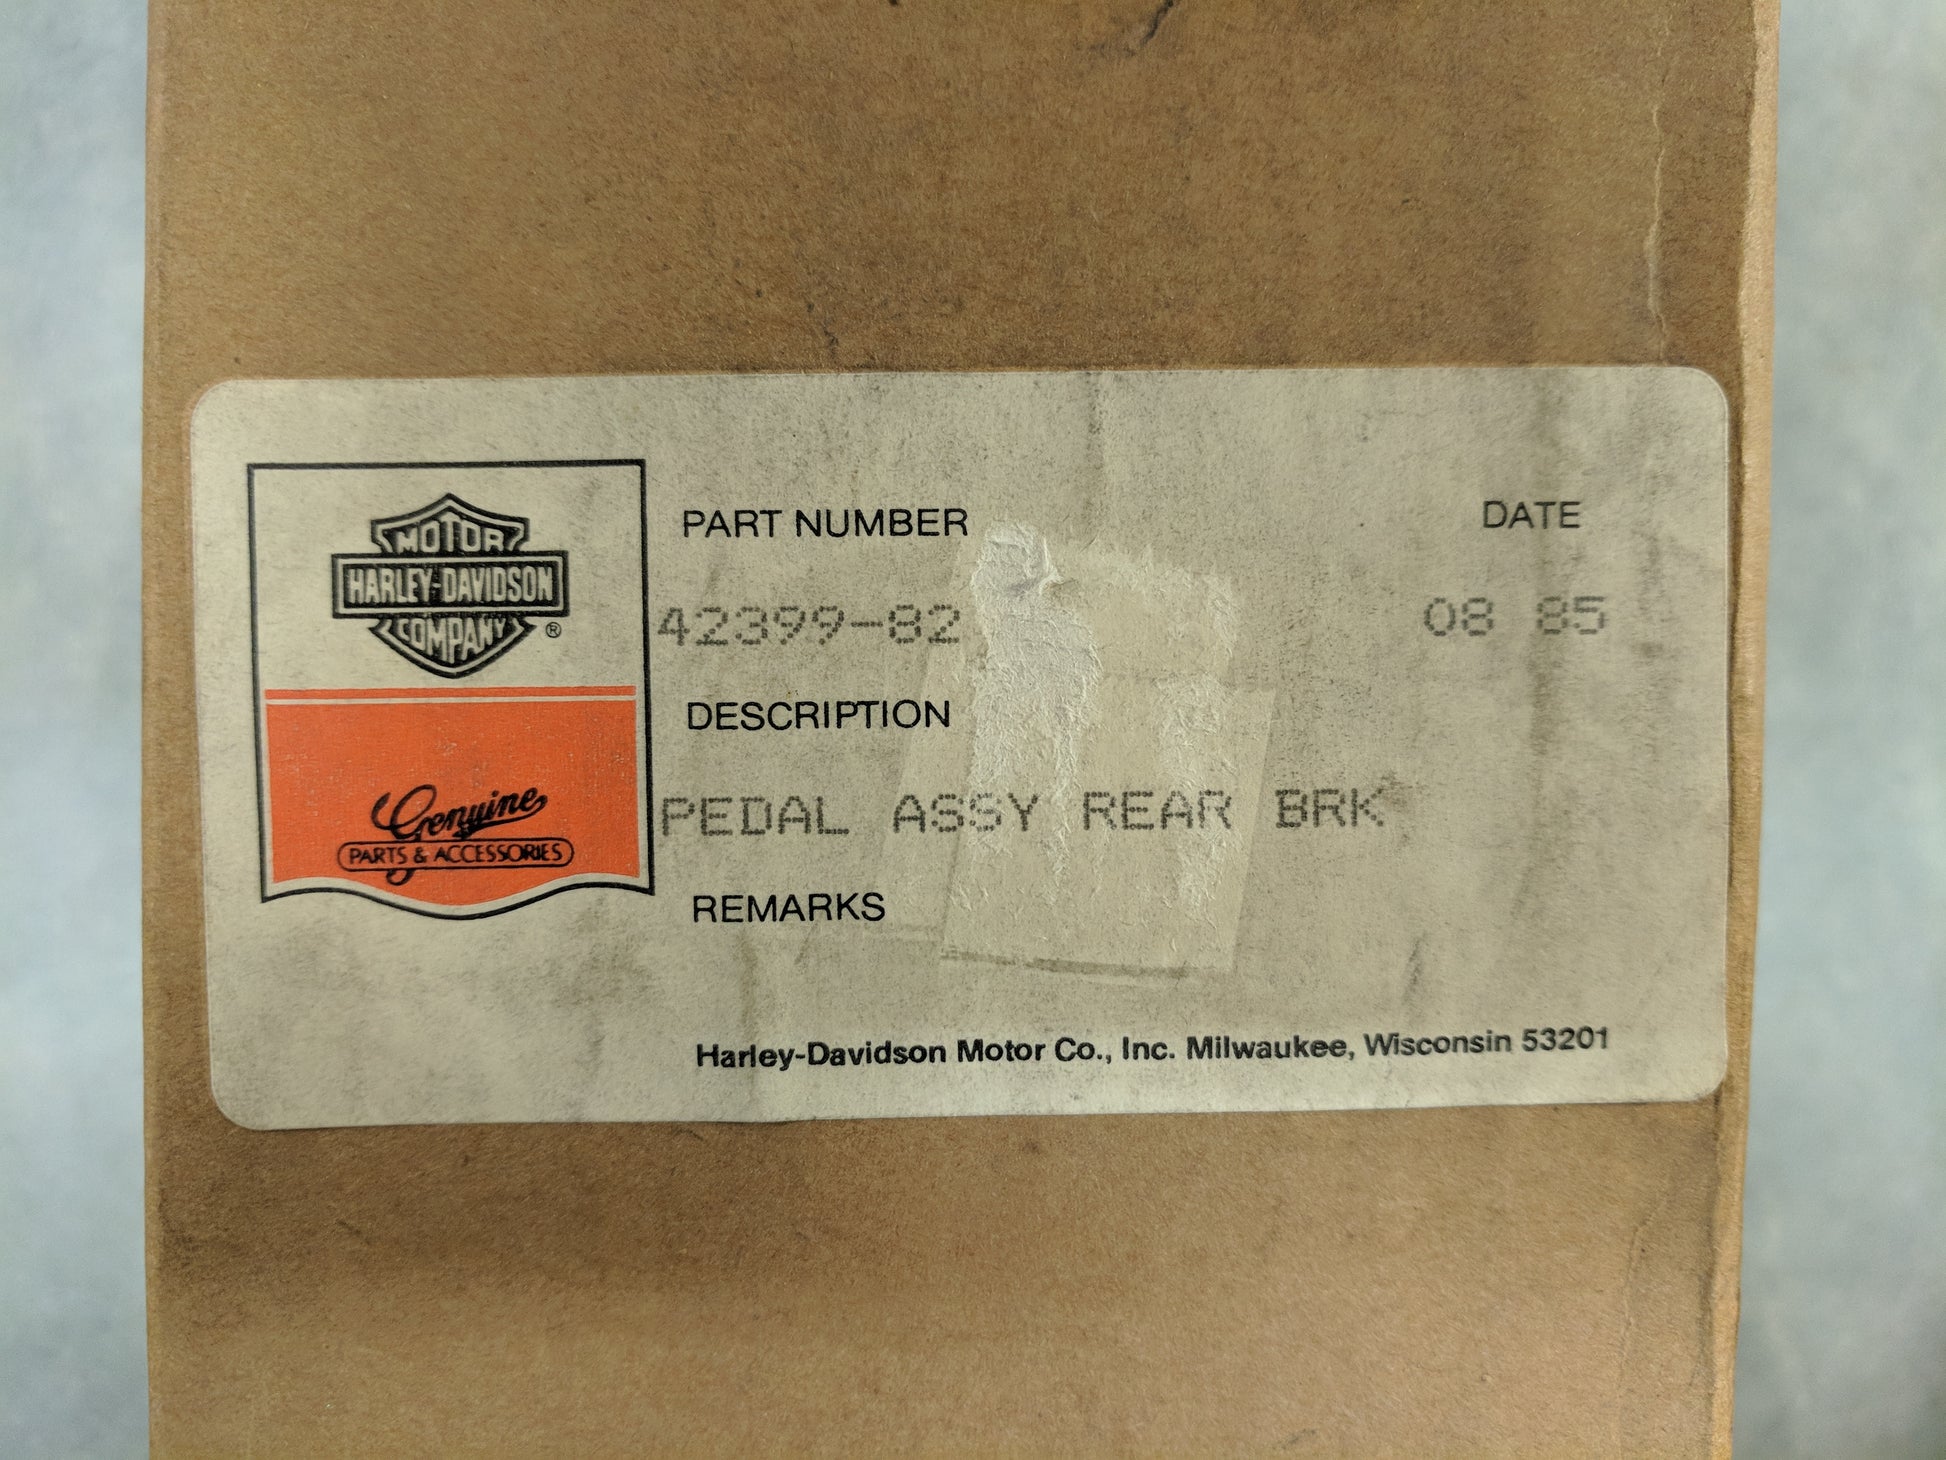 MOTOR
HARLEY-DAVIDSON
COMPANY ®
Genuine
PARTS & ACCESSORIES
PART NUMBER DATE
42399-82 08 85
DESCRIPTION
PEDAL ASSY REAR BRK
REMARKS
Harley-Davidson Motor Co., Inc. Milwaukee, Wisconsin 53201